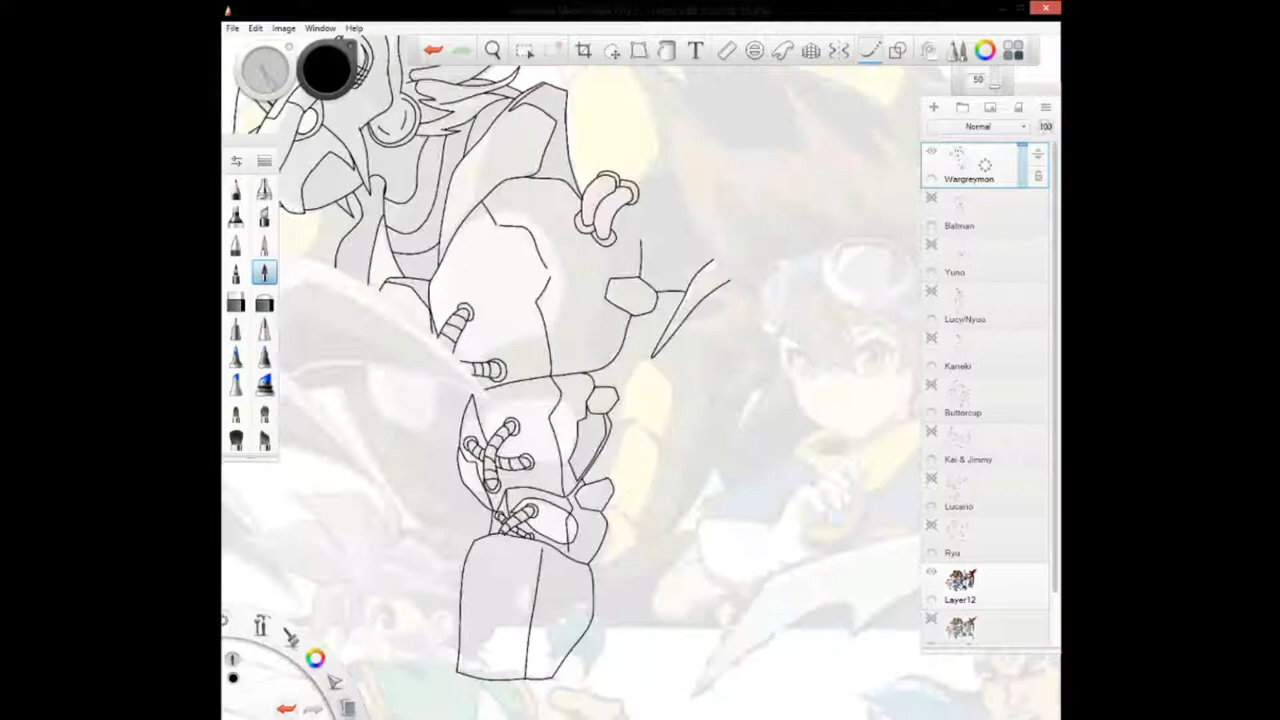 File Edit Image Window Help
T
50
Normal 100
Wargreymon
Batman
Yuno
Lucy/Nyuu
Kaneki
Buttercup
Kai & Jimmy
Luciano
Ryu
Layer12